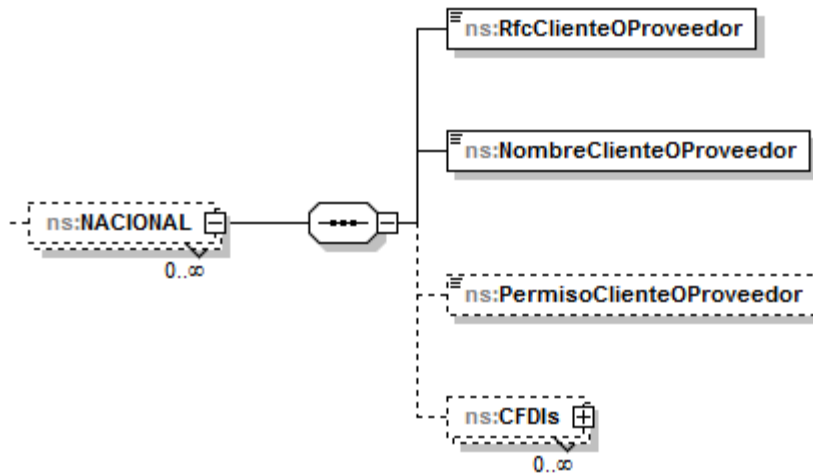 ns:RfcClienteOProveedor
ns:NombreClienteOProveedor
ns:NACIONAL
0..∞
ns:PermisoClienteOProveedor
ns:CFDIs
0..∞